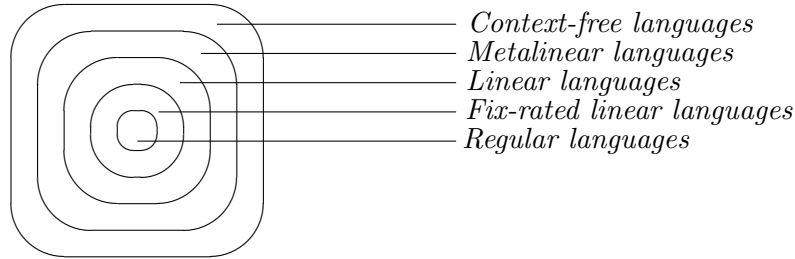 Context-free languages
Metalinear languages
Linear languages
Fix-rated linear languages
Regular languages